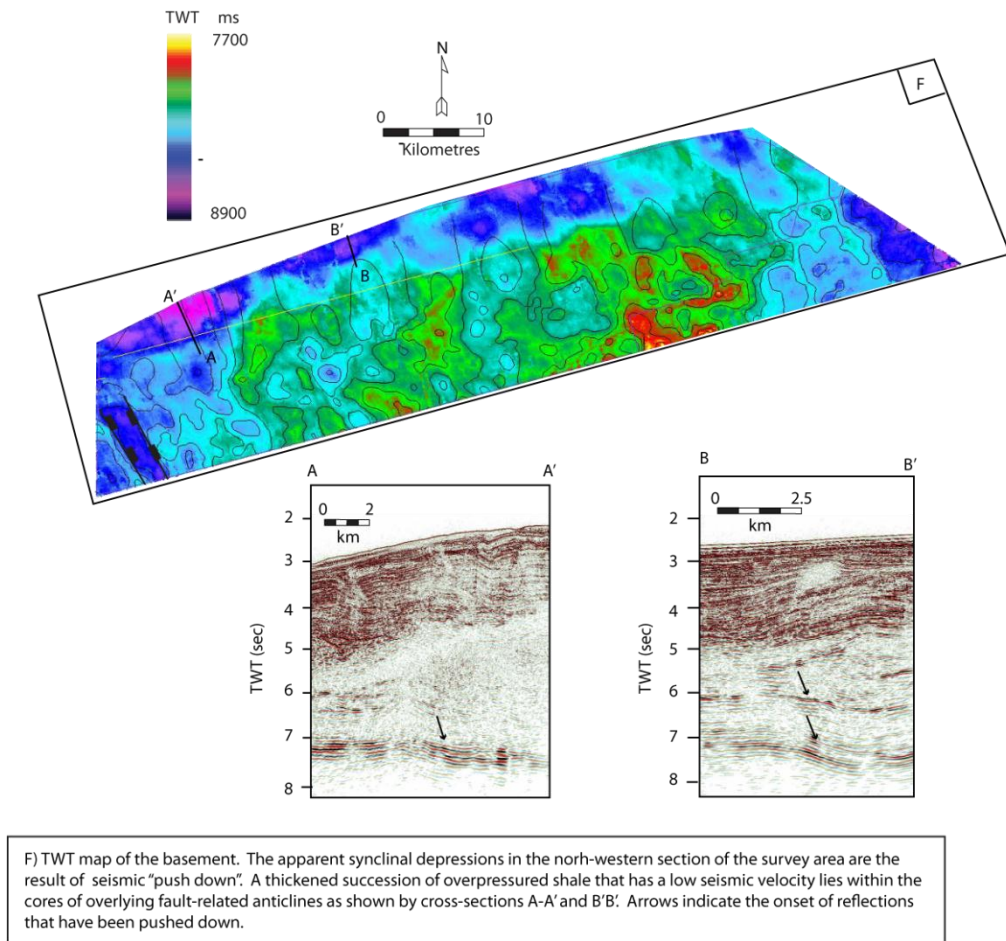 TWT ms
7700
8900
-
N
0 10
Kilometres
F
B'
B
A'
A
A A'
0 2
km
2
3
4
5
6
7
8
TWT (sec)
B B'
0 2.5
km
2
3
4
5
6
7
8
TWT (sec)
F) TWT map of the basement. The apparent synclinal depressions in the norh-western section of the survey area are the
result of seismic “push down”. A thickened succession of overpressured shale that has a low seismic velocity lies within the
cores of overlying fault-related anticlines as shown by cross-sections A-A’ and B’B’. Arrows indicate the onset of reflections
that have been pushed down.